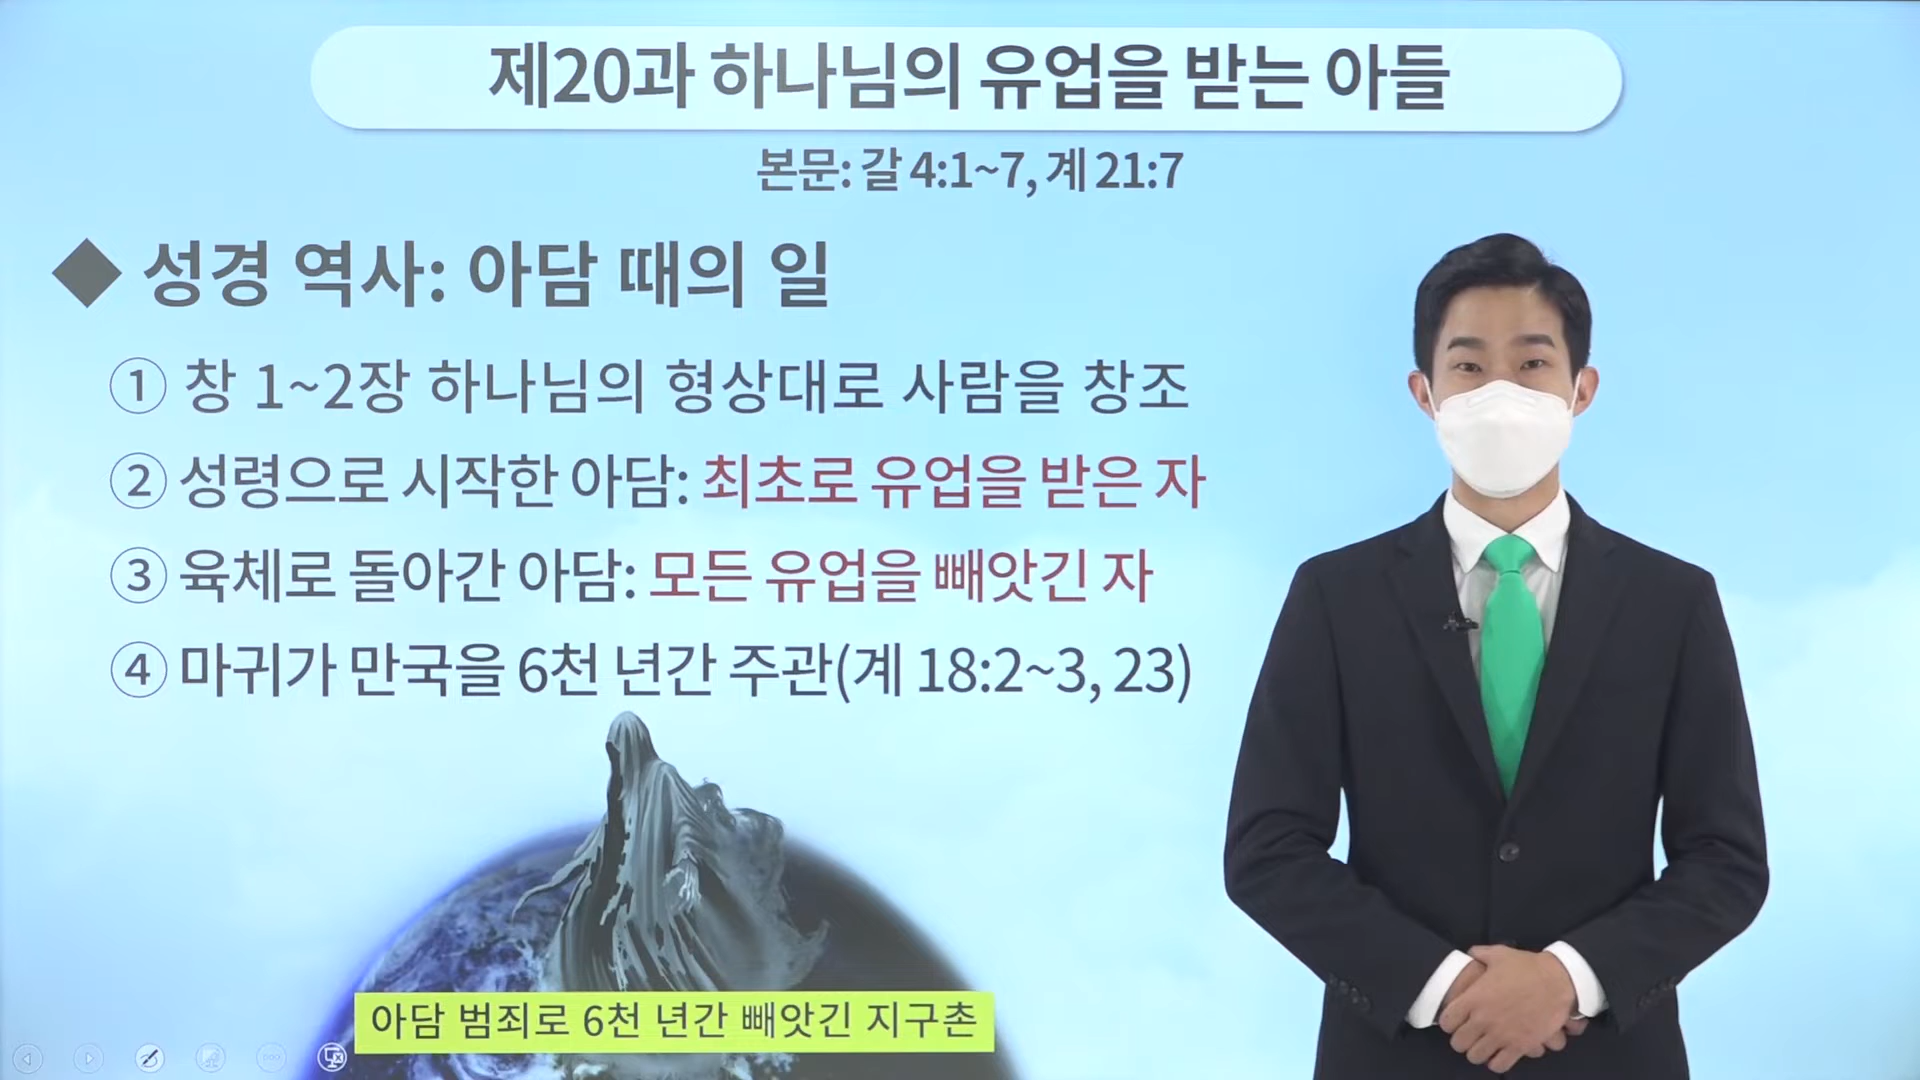 제20과 하나님의 유업을 받는 아들
본문: 갈 4:1~7, 계 21:7
◆ 성경 역사: 아담 때의 일
① 창 1~2장 하나님의 형상대로 사람을 창조
② 성령으로 시작한 아담: 최초로 유업을 받은 자
③ 육체로 돌아간 아담: 모든 유업을 빼앗긴 자
④ 마귀가 만국을 6천 년간 주관(계 18:2~3, 23)
아담 범죄로 6천 년간 빼앗긴 지구촌